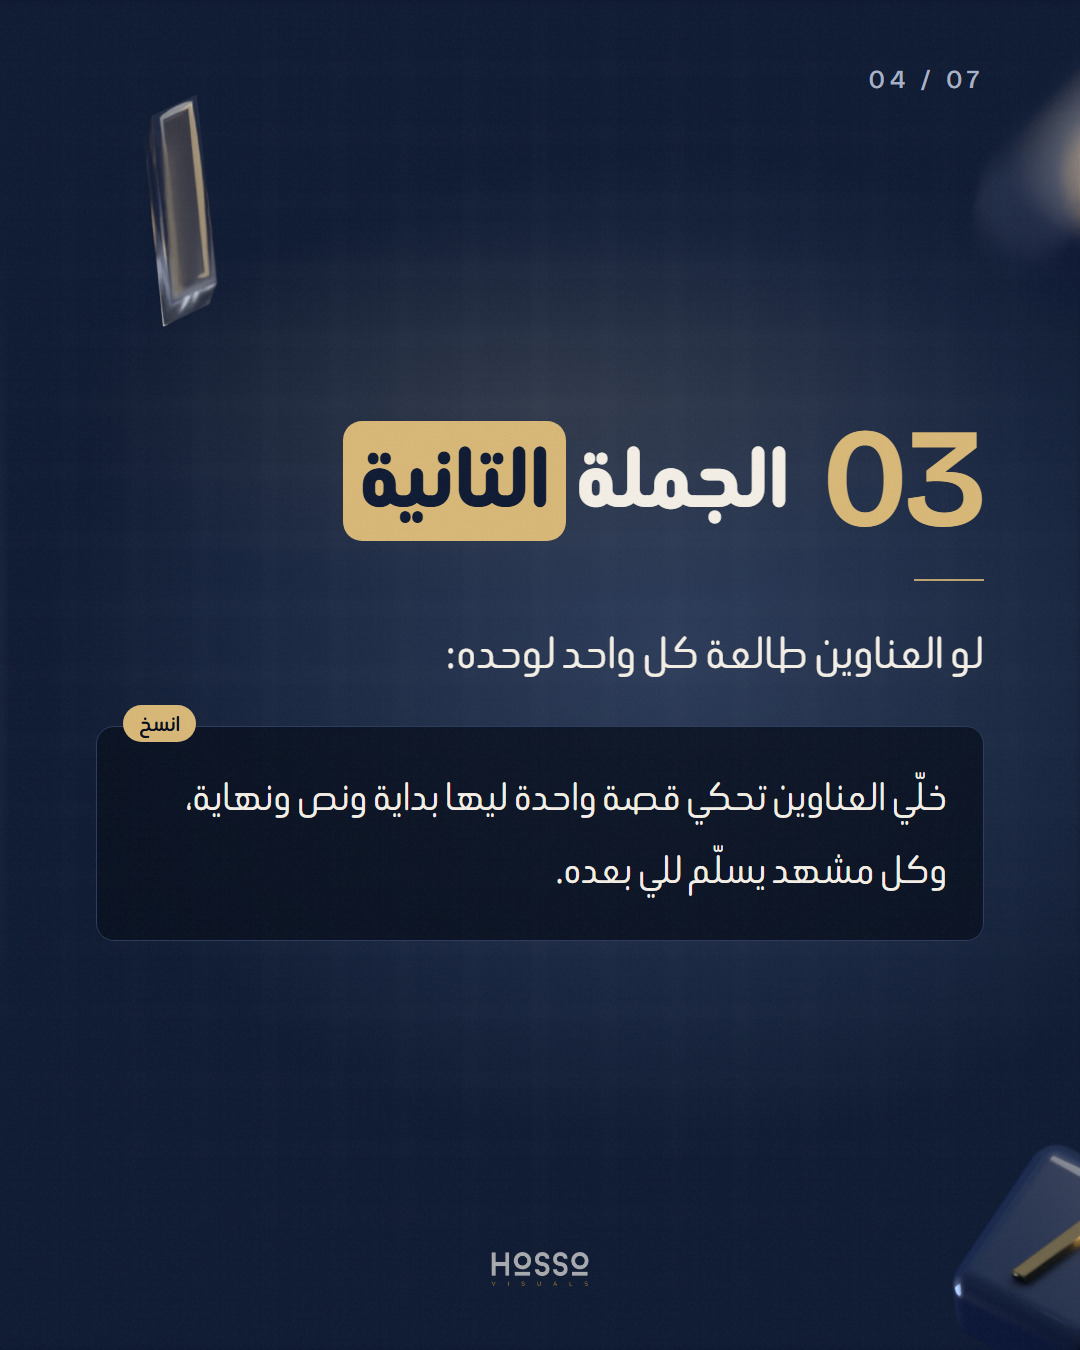 04 / 07
03 الجملة التانية
لو العناوين طالعة كل واحد لوحده:
انسخ
خلّي العناوين تحكي قصة واحدة ليها بداية ونص ونهاية،
وكل مشهد يسلّم للي بعده.
HOSSO
VISUALS